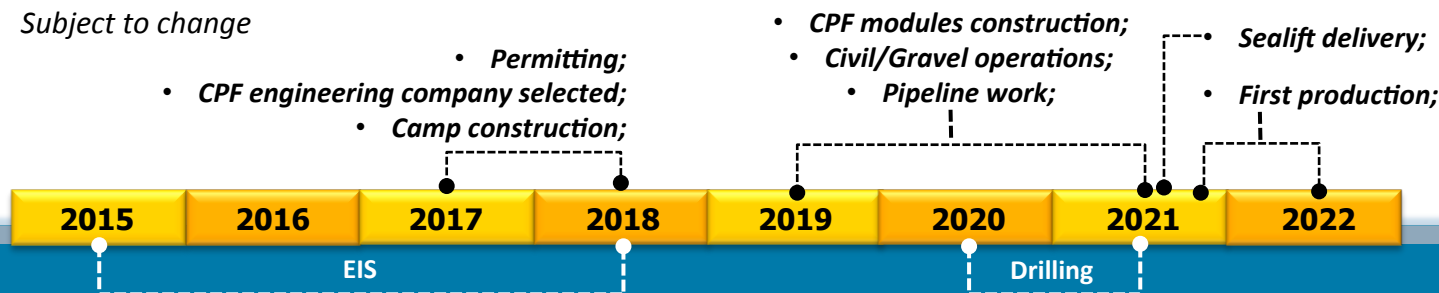 Subject to change
• Permitting;
• CPF engineering company selected;
• Camp construction;
• CPF modules construction;
• Civil/Gravel operations;
• Pipeline work;
• Sealift delivery;
• First production;
2015 2016 2017 2018 2019 2020 2021 2022
EIS
Drilling